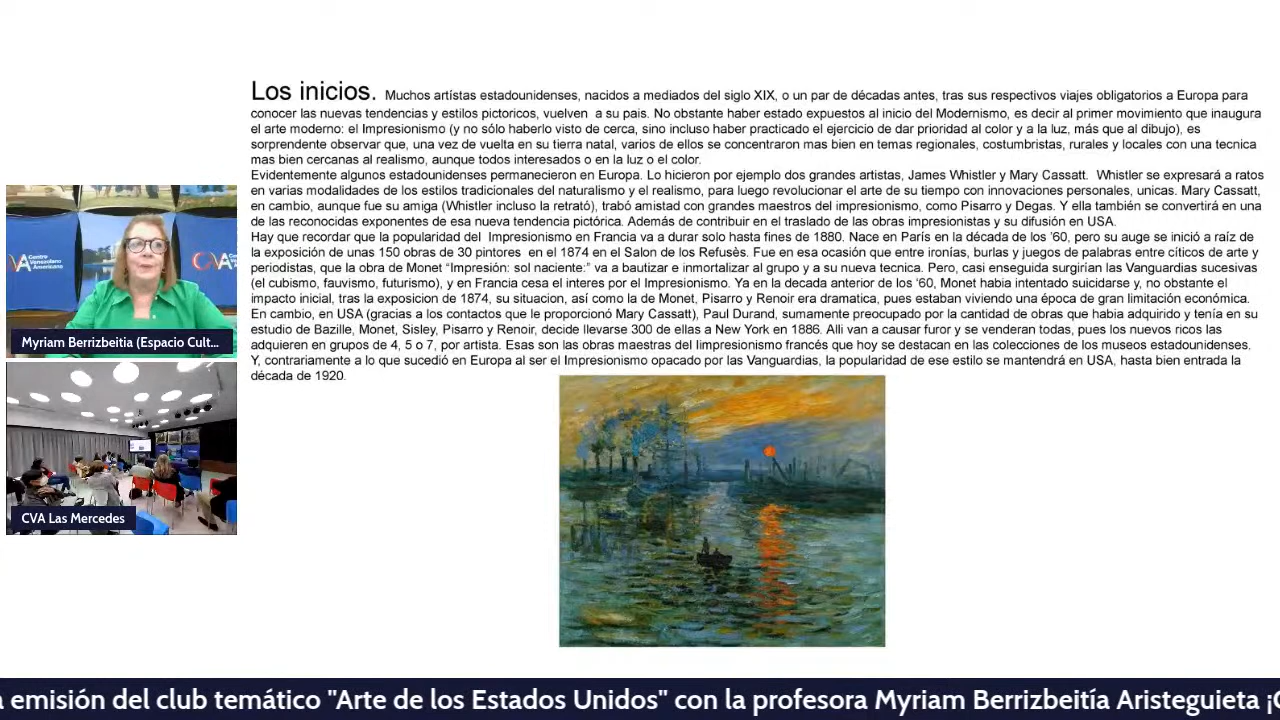 Los inicios. Muchos artístas estadounidenses, nacidos a mediados del siglo XIX, o un par de décadas antes, tras sus respectivos viajes obligatorios a Europa para
conocer las nuevas tendencias y estilos pictoricos, vuelven a su pais. No obstante haber estado expuestos al inicio del Modernismo, es decir al primer movimiento que inaugura
el arte moderno: el Impresionismo (y no sólo haberlo visto de cerca, sino incluso haber practicado el ejercicio de dar prioridad al color y a la luz, más que al dibujo), es
sorprendente observar que, una vez de vuelta en su tierra natal, varios de ellos se concentraron mas bien en temas regionales, costumbristas, rurales y locales con una tecnica
mas bien cercanas al realismo, aunque todos interesados o en la luz o el color.
Evidentemente algunos estadounidenses permanecieron en Europa. Lo hicieron por ejemplo dos grandes artistas, James Whistler y Mary Cassatt. Whistler se expresará a ratos
en varias modalidades de los estilos tradicionales del naturalismo y el realismo, para luego revolucionar el arte de su tiempo con innovaciones personales, unicas. Mary Cassatt,
en cambio, aunque fue su amiga (Whistler incluso la retrató), trabó amistad con grandes maestros del impresionismo, como Pisarro y Degas. Y ella también se convertirá en una
de las reconocidas exponentes de esa nueva tendencia pictórica. Además de contribuir en el traslado de las obras impresionistas y su difusión en USA.
Hay que recordar que la popularidad del Impresionismo en Francia va a durar solo hasta fines de 1880. Nace en París en la década de los '60, pero su auge se inició a raíz de
la exposición de unas 150 obras de 30 pintores en el 1874 en el Salon de los Refusès. Fue en esa ocasión que entre ironías, burlas y juegos de palabras entre cíticos de arte y
periodistas, que la obra de Monet “Impresión: sol naciente:” va a bautizar e inmortalizar al grupo y a su nueva tecnica. Pero, casi enseguida surgirían las Vanguardias sucesivas
(el cubismo, fauvismo, futurismo), y en Francia cesa el interes por el Impresionismo. Ya en la decada anterior de los ‘60, Monet habia intentado suicidarse y, no obstante el
impacto inicial, tras la exposicion de 1874, su situacion, así como la de Monet, Pisarro y Renoir era dramatica, pues estaban viviendo una época de gran limitación económica.
En cambio, en USA (gracias a los contactos que le proporcionó Mary Cassatt), Paul Durand, sumamente preocupado por la cantidad de obras que habia adquirido y tenía en su
estudio de Bazille, Monet, Sisley, Pisarro y Renoir, decide llevarse 300 de ellas a New York en 1886. Alli van a causar furor y se venderan todas, pues los nuevos ricos las
adquieren en grupos de 4, 5 o 7, por artista. Esas son las obras maestras del Iimpresionismo francés que hoy se destacan en las colecciones de los museos estadounidenses.
Y, contrariamente a lo que sucedió en Europa al ser el Impresionismo opacado por las Vanguardias, la popularidad de ese estilo se mantendrá en USA, hasta bien entrada la
década de 1920.
VA Centro
Venezolano
Americano
CVA
Myriam Berrizbeitia (Espacio Cult...
CVA Las Mercedes
a emisión del club temático "Arte de los Estados Unidos" con la profesora Myriam Berrizbeitía Aristeguieta ¡